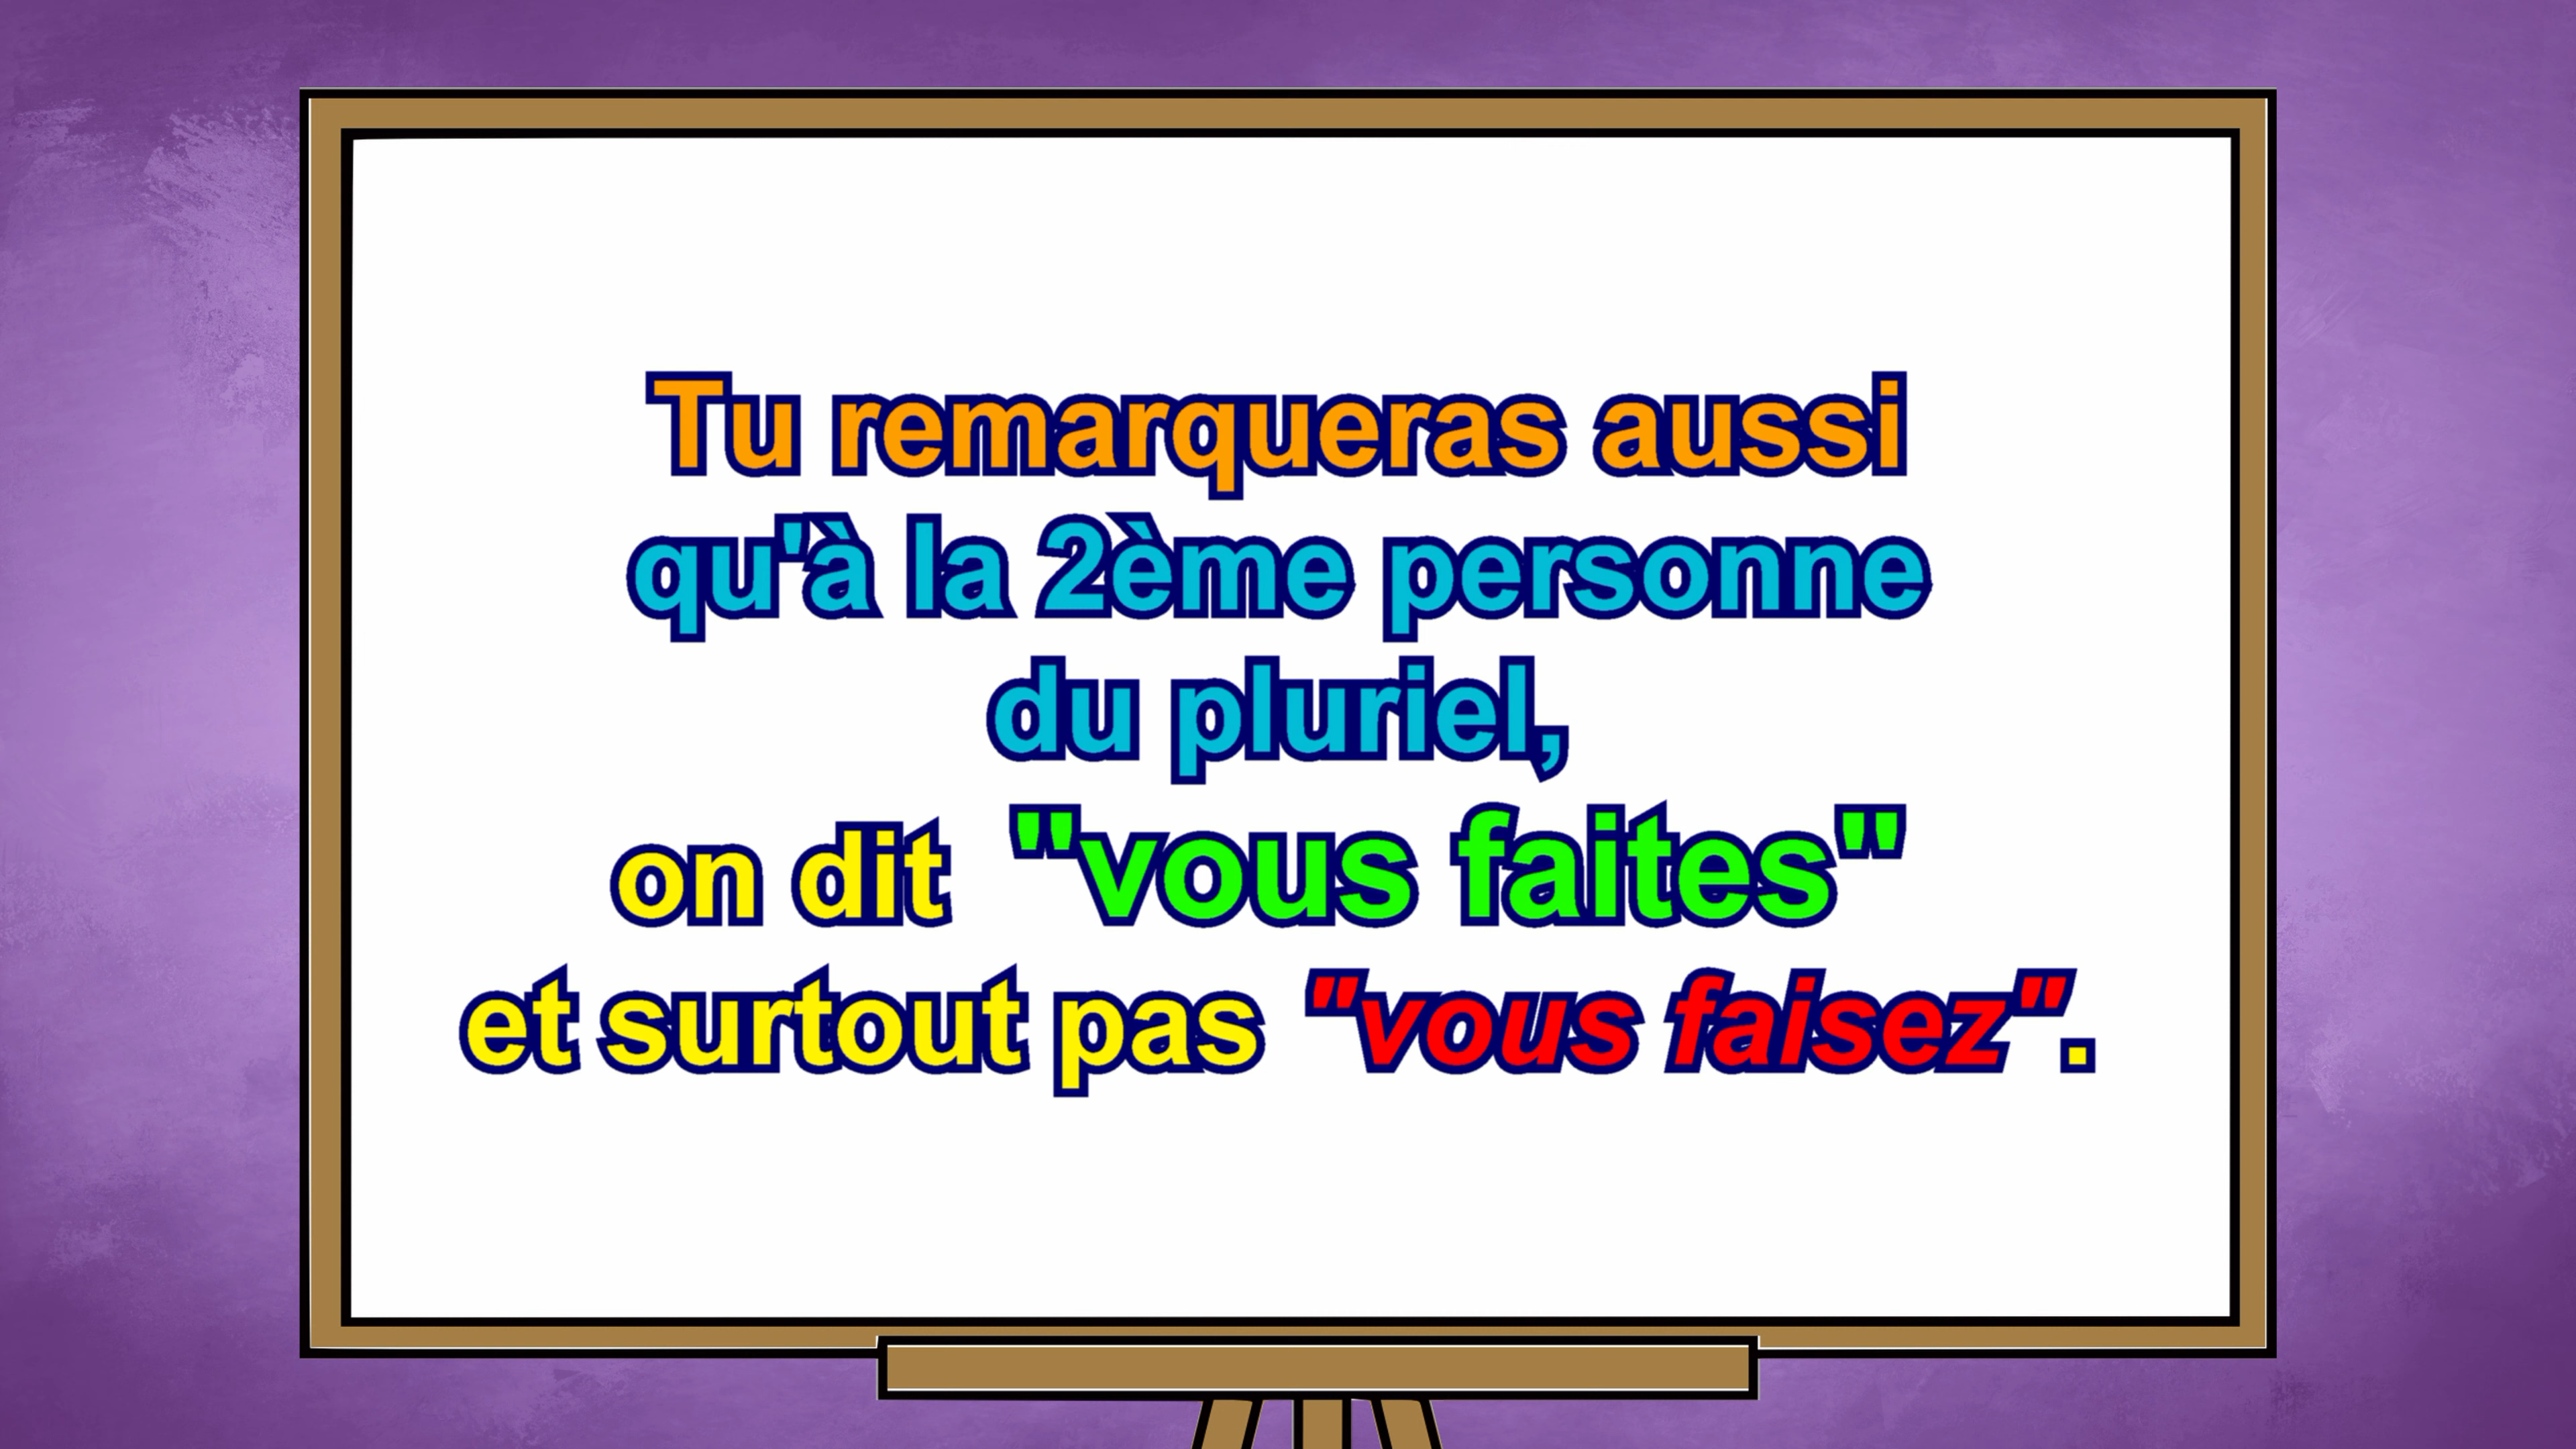 Tu remarqueras aussi
qu'à la 2ème personne
du pluriel,
on dit "vous faites"
et surtout pas "vous faisez".